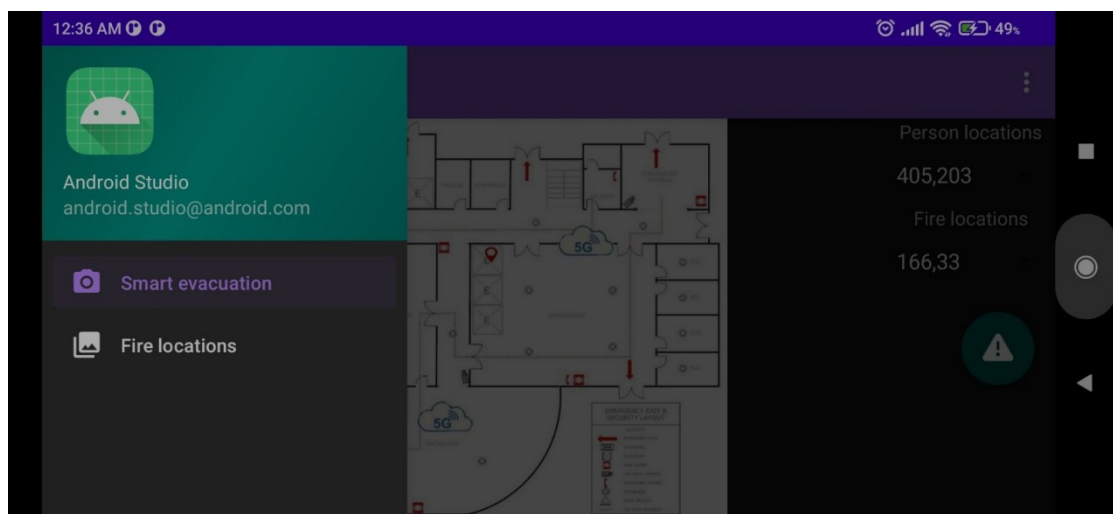 12:36 AM
49%
Android Studio
android.studio@android.com
Smart evacuation
Fire locations
Person locations
405,203
Fire locations
166,33
5G
E
E
5G
EMERGENCY EXIT &
SECURITY LAYOUT